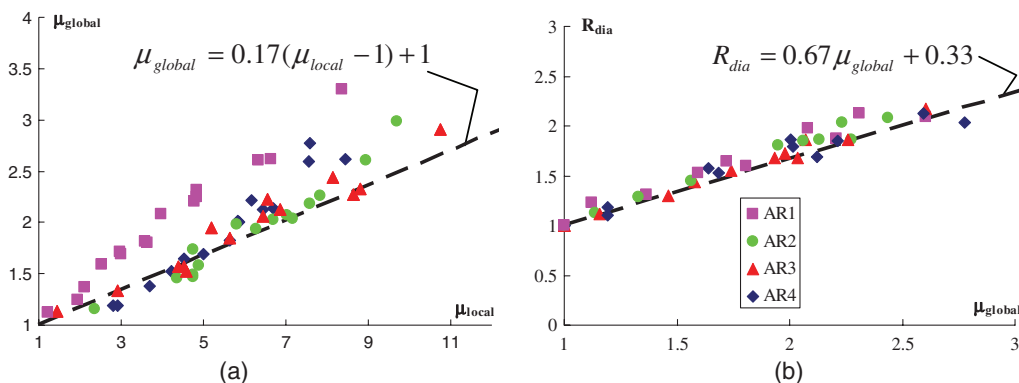 μglobal
4
3.5
3
2.5
2
1.5
1
μglobal = 0.17(μlocal − 1) + 1
μlocal
1 3 5 7 9 11
(a)
Rdia
3
2.5
2
1.5
1
0.5
0
Rdia = 0.67 μglobal + 0.33
AR1
AR2
AR3
AR4
μglobal
1 1.5 2 2.5 3
(b)